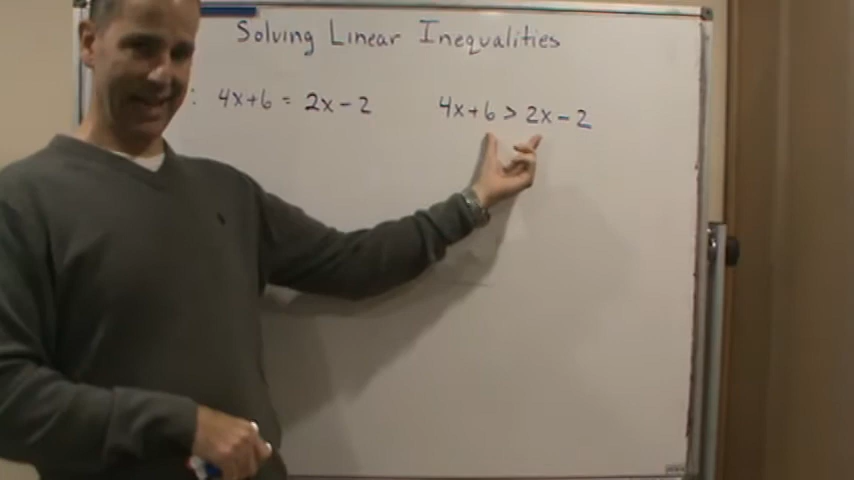 Solving Linear Inequalities
: 4x+6 = 2x-2 4x+6 > 2x-2